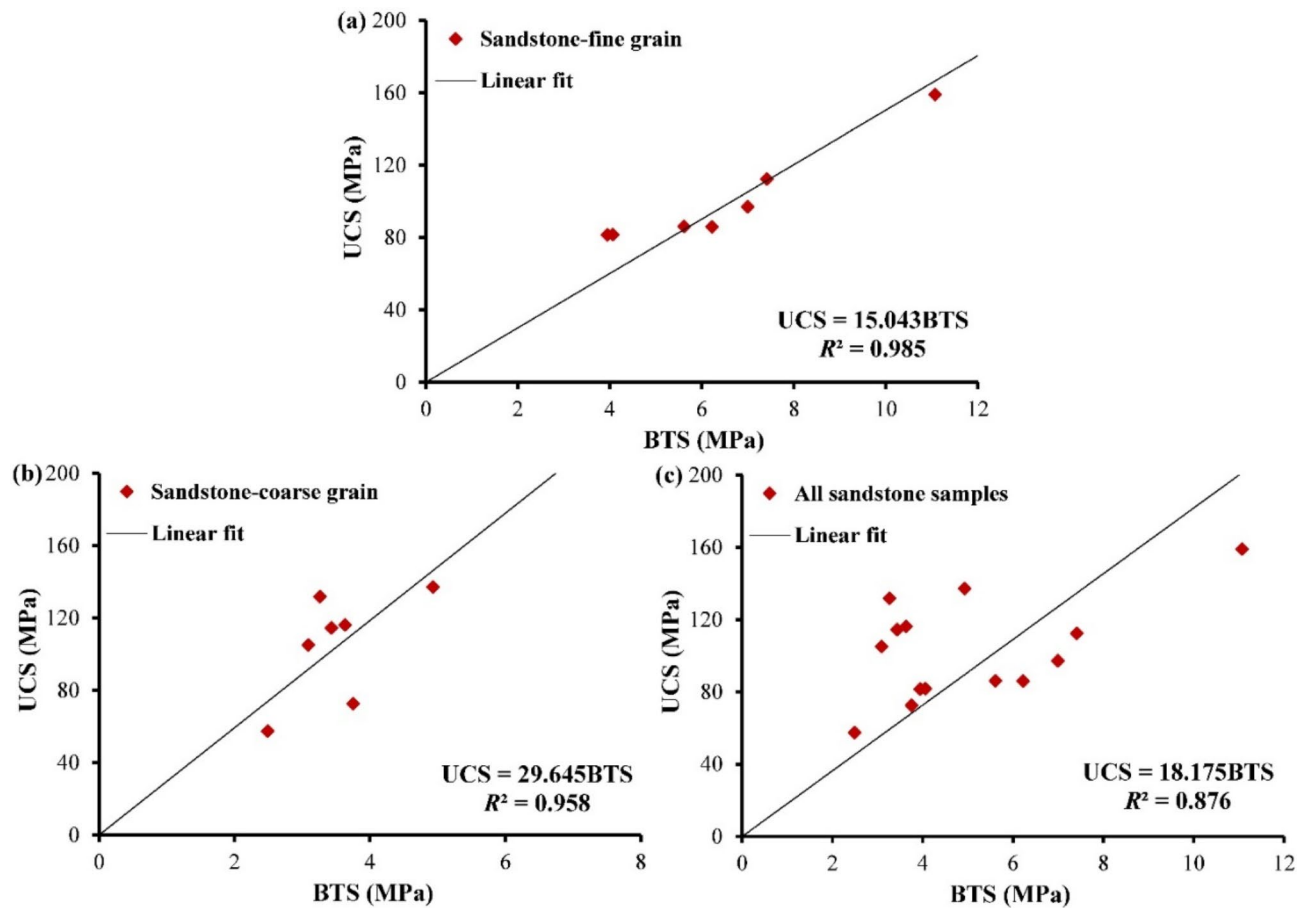 (a)
200
160
120
80
40
0
UCS (MPa)
Sandstone-fine grain
Linear fit
UCS = 15.043BTS
R² = 0.985
0 2 4 6 8 10 12
BTS (MPa)
(b)
200
160
120
80
40
0
UCS (MPa)
Sandstone-coarse grain
Linear fit
UCS = 29.645BTS
R² = 0.958
0 2 4 6 8
BTS (MPa)
(c)
200
160
120
80
40
0
UCS (MPa)
All sandstone samples
Linear fit
UCS = 18.175BTS
R² = 0.876
0 2 4 6 8 10 12
BTS (MPa)